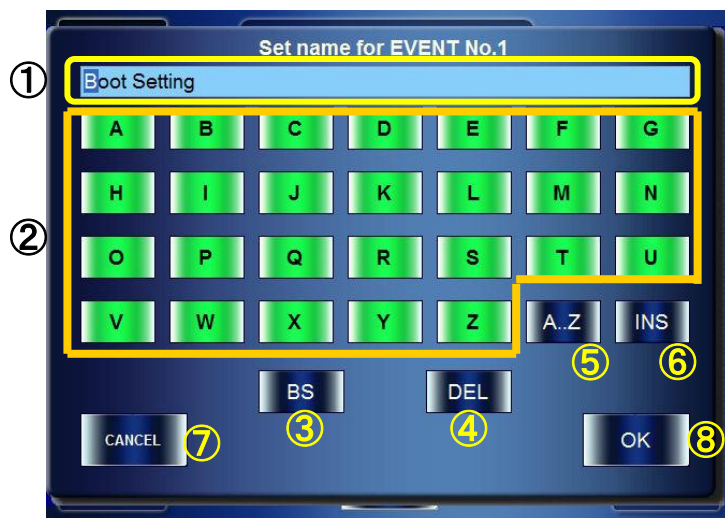 Set name for EVENT No.1
① Boot Setting
A B C D E F G
② H I J K L M N
O P Q R S T U
V W X Y Z A..Z INS
⑤ ⑥
BS DEL
③ ④
CANCEL ⑦ OK ⑧